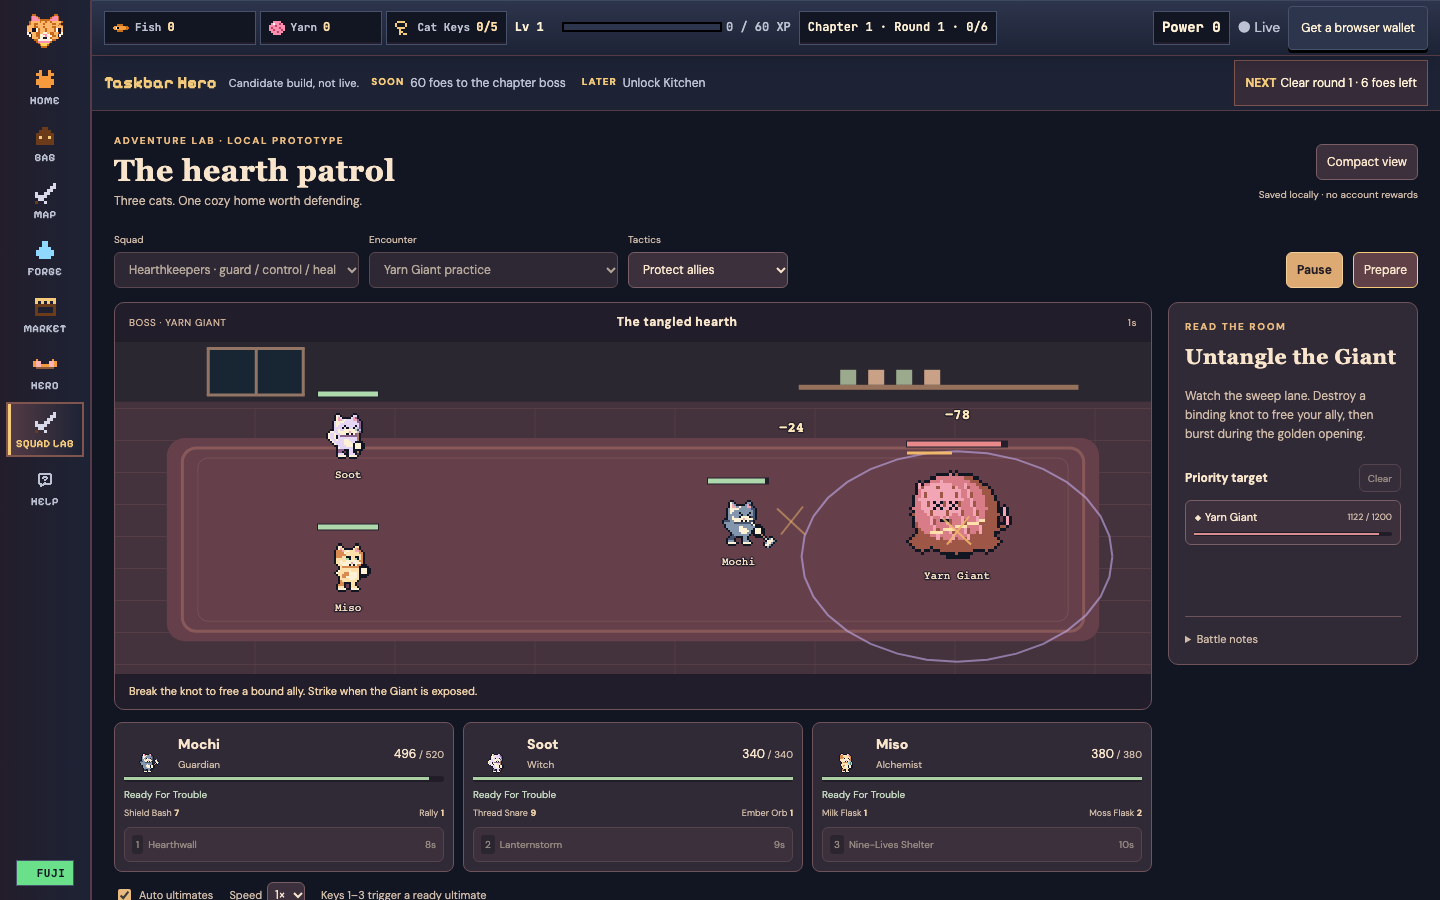 Fish 0
Yarn 0
Cat Keys 0/5
Lv 1
0 / 60 XP
Chapter 1 · Round 1 · 0/6
Power 0
Live
Get a browser wallet
Taskbar Hero
Candidate build, not live.
SOON 60 foes to the chapter boss
LATER Unlock Kitchen
NEXT Clear round 1 · 6 foes left
HOME
BAG
MAP
FORGE
MARKET
HERO
SQUAD LAB
HELP
FUJI
ADVENTURE LAB · LOCAL PROTOTYPE
The hearth patrol
Three cats. One cozy home worth defending.
Compact view
Saved locally · no account rewards
Squad
Hearthkeepers · guard / control / heal
Encounter
Yarn Giant practice
Tactics
Protect allies
Pause
Prepare
BOSS · YARN GIANT
The tangled hearth
1s
-24
-78
Soot
Mochi
Miso
Yarn Giant
Break the knot to free a bound ally. Strike when the Giant is exposed.
READ THE ROOM
Untangle the Giant
Watch the sweep lane. Destroy a
binding knot to free your ally, then
burst during the golden opening.
Priority target
Clear
◆ Yarn Giant
1122 / 1200
▶ Battle notes
Mochi
Guardian
496 / 520
Ready For Trouble
Shield Bash 7
Rally 1
1 Hearthwall
8s
Soot
Witch
340 / 340
Ready For Trouble
Thread Snare 9
Ember Orb 1
2 Lanternstorm
9s
Miso
Alchemist
380 / 380
Ready For Trouble
Milk Flask 1
Moss Flask 2
3 Nine-Lives Shelter
10s
Auto ultimates
Speed
1×
Keys 1–3 trigger a ready ultimate